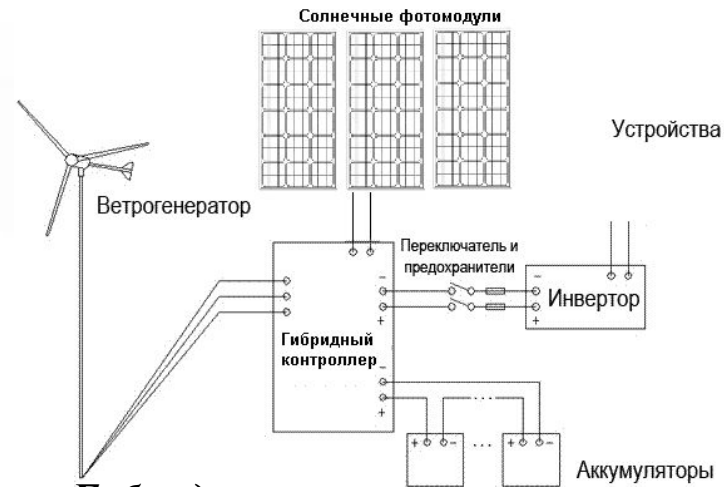 Солнечные фотомодули
Устройства
Ветрогенератор
Переключатель и
предохранители
Инвертор
Гибридный
контроллер
Аккумуляторы